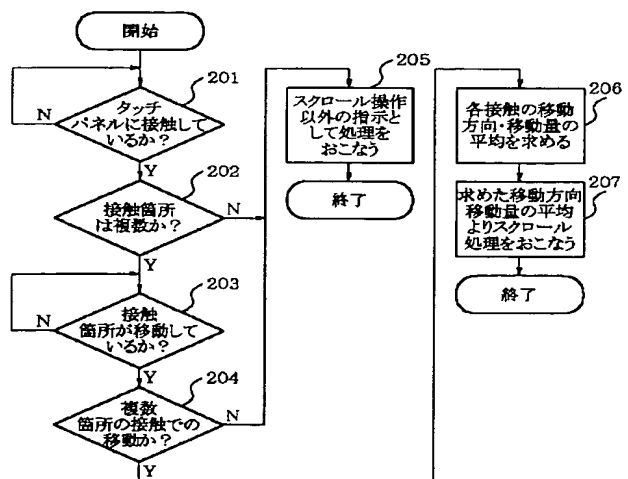 開始
201
タッチ
パネルに接触して
いるか?
N
Y
202
接触箇所
は複数か?
N
Y
203
接触
箇所が移動して
いるか?
N
Y
204
複数
箇所の接触での
移動か?
N
Y
205
スクロール操作
以外の指示と
して処理を
おこなう
終了
206
各接触の移動
方向・移動量の
平均を求める
207
求めた移動方向
移動量の平均
よりスクロール
処理をおこなう
終了